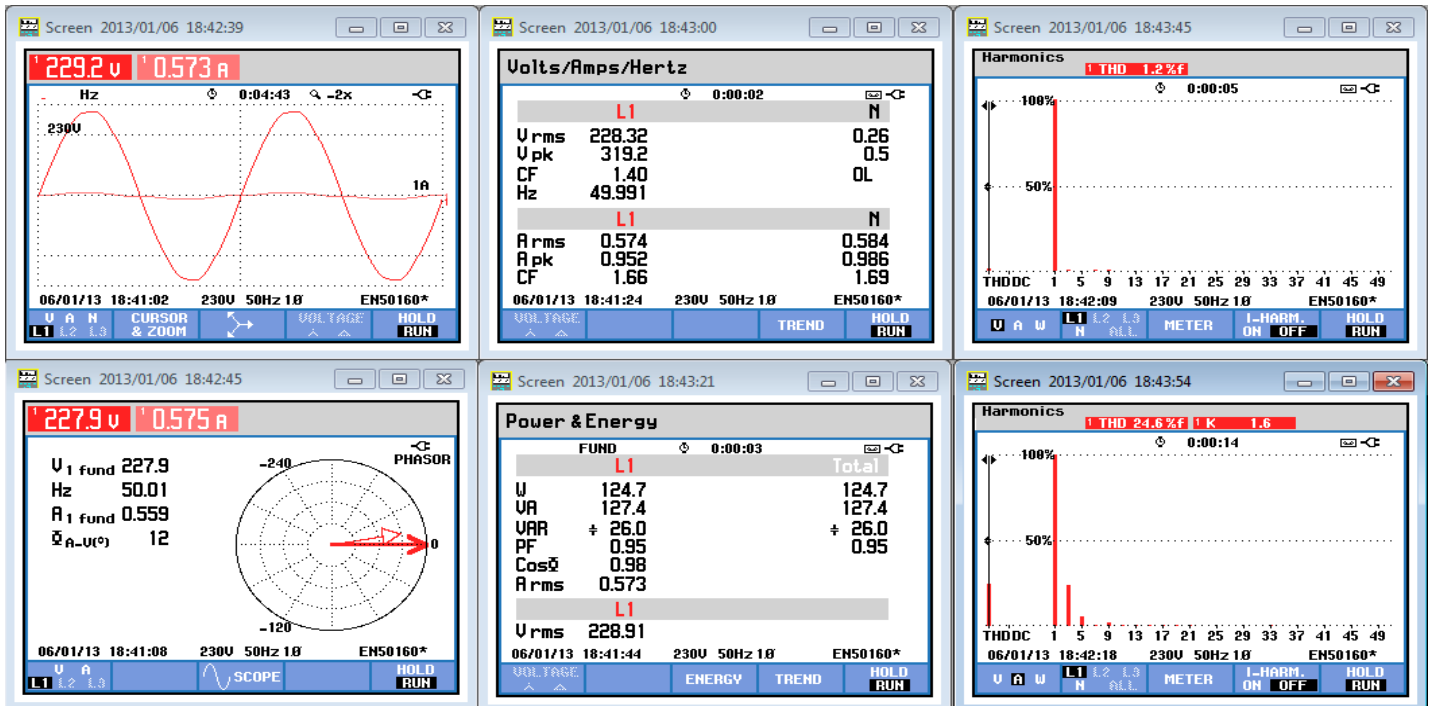 Screen 2013/01/06 18:42:39
1 229.2 V 1 0.573 A
Hz 0:04:43 -2x
230V
1A
1
06/01/13 18:41:02 230V 50Hz 1Ø EN50160*
V A N CURSOR VOLTAGE HOLD
L1 L2 L3 & ZOOM RUN
Screen 2013/01/06 18:43:00
Volts/Amps/Hertz
0:00:02
L1 N
V rms 228.32 0.26
V pk 319.2 0.5
CF 1.40 OL
Hz 49.991
L1 N
A rms 0.574 0.584
A pk 0.952 0.986
CF 1.66 1.69
06/01/13 18:41:24 230V 50Hz 1Ø EN50160*
VOLTAGE TREND HOLD
RUN
Screen 2013/01/06 18:43:45
Harmonics
1 THD 1.2%f
0:00:05
100%
50%
THDDC 1 5 9 13 17 21 25 29 33 37 41 45 49
06/01/13 18:42:09 230V 50Hz 1Ø EN50160*
V A W L1 L2 L3 METER I-HARM. HOLD
N ALL ON OFF RUN
Screen 2013/01/06 18:42:45
1 227.9 V 1 0.575 A
PHASOR
V1 fund 227.9
Hz 50.01
A1 fund 0.559
Φ A-V(°) 12
-240
0
-120
06/01/13 18:41:08 230V 50Hz 1Ø EN50160*
V A SCOPE HOLD
L1 L2 L3 RUN
Screen 2013/01/06 18:43:21
Power & Energy
FUND 0:00:03
L1 Total
W 124.7 124.7
VA 127.4 127.4
VAR 26.0 26.0
PF 0.95 0.95
CosΦ 0.98
A rms 0.573
L1
V rms 228.91
06/01/13 18:41:44 230V 50Hz 1Ø EN50160*
VOLTAGE ENERGY TREND HOLD
RUN
Screen 2013/01/06 18:43:54
Harmonics
1 THD 24.6%f 1 K 1.6
0:00:14
100%
50%
THDDC 1 5 9 13 17 21 25 29 33 37 41 45 49
06/01/13 18:42:18 230V 50Hz 1Ø EN50160*
V A W L1 L2 L3 METER I-HARM. HOLD
N ALL ON OFF RUN